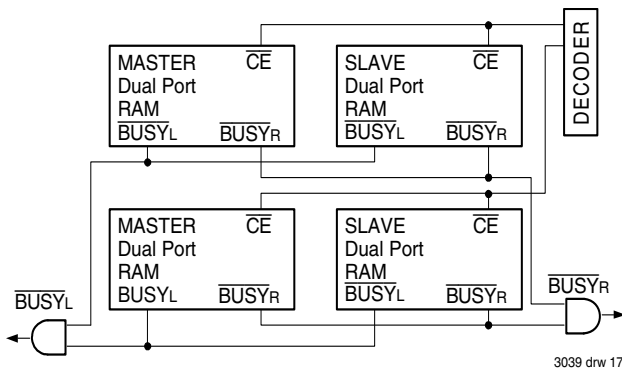 MASTER
Dual Port
RAM
CE
BUSYL
BUSYR
SLAVE
Dual Port
RAM
CE
BUSYL
BUSYR
DECODER
MASTER
Dual Port
RAM
CE
BUSYL
BUSYR
SLAVE
Dual Port
RAM
CE
BUSYL
BUSYR
BUSYL
BUSYR
3039 drw 17